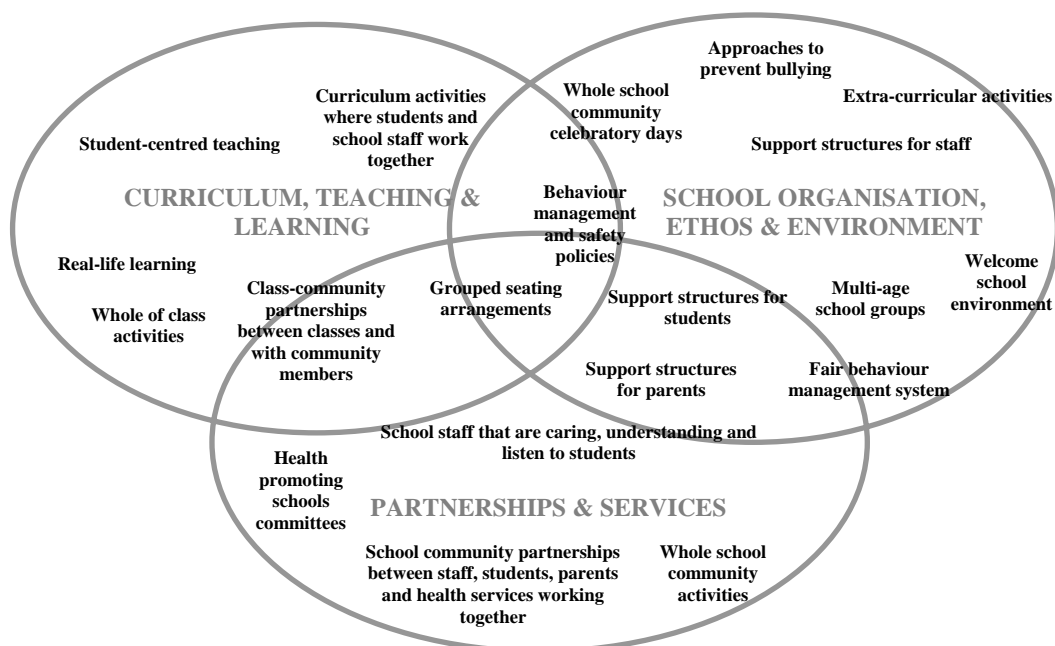 Approaches to
prevent bullying
Whole school
community
celebratory days
Extra-curricular activities
Curriculum activities
where students and
school staff work
together
Student-centred teaching
Support structures for staff
CURRICULUM, TEACHING &
LEARNING
Behaviour
management
and safety
policies
SCHOOL ORGANISATION,
ETHOS & ENVIRONMENT
Real-life learning
Welcome
school
environment
Class-community
partnerships
between classes and
with community
members
Grouped seating
arrangements
Support structures for
students
Multi-age
school groups
Whole of class
activities
Support structures
for parents
Fair behaviour
management system
School staff that are caring, understanding and
listen to students
Health
promoting
schools
committees
PARTNERSHIPS & SERVICES
School community partnerships
between staff, students, parents
and health services working
together
Whole school
community
activities